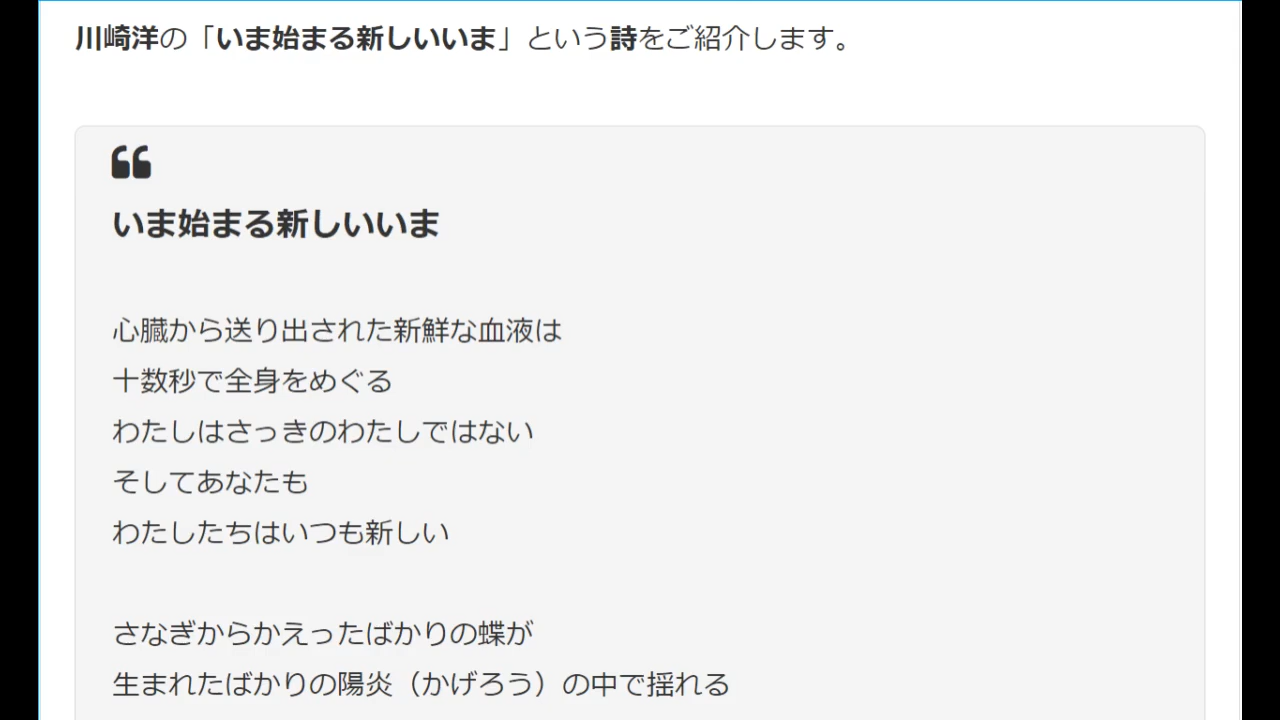 川崎洋の「いま始まる新しいいま」という詩をご紹介します。
いま始まる新しいいま
心臓から送り出された新鮮な血液は
十数秒で全身をめぐる
わたしはさっきのわたしではない
そしてあなたも
わたしたちはいつも新しい
さなぎからかえったばかりの蝶が
生まれたばかりの陽炎（かげろう）の中で揺れる